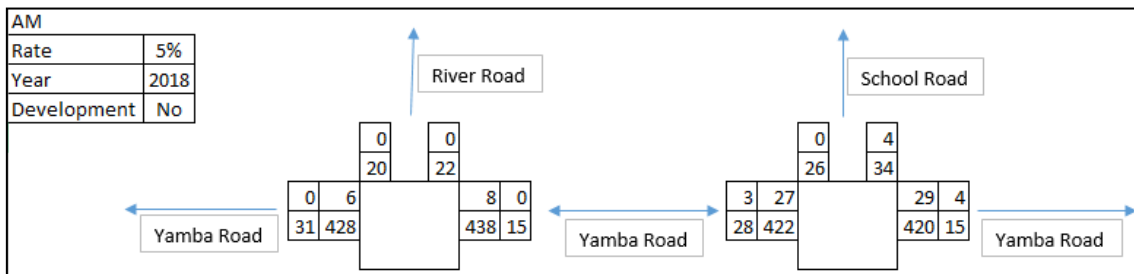 AM
Rate 5%
Year 2018
Development No
River Road
School Road
0 0 0 4
20 22 26 34
0 6 8 0 3 27 29 4
31 428 438 15 28 422 420 15
Yamba Road Yamba Road Yamba Road